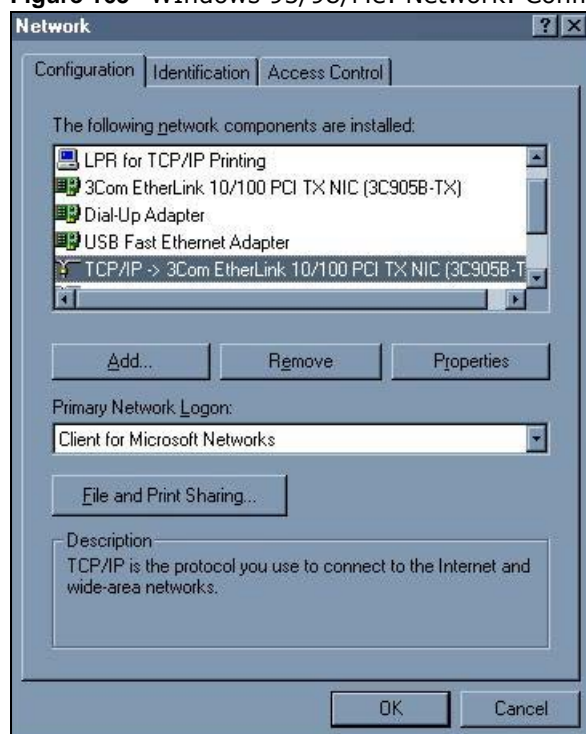 Windows 95/98/Me: Network:
Network
Configuration
Identification
Access Control
The following network components are installed:
LPR for TCP/IP Printing
3Com EtherLink 10/100 PCI TX NIC (3C905B-TX)
Dial-Up Adapter
USB Fast Ethernet Adapter
TCP/IP -> 3Com EtherLink 10/100 PCI TX NIC (3C905B-T
Add...
Remove
Properties
Primary Network Logon:
Client for Microsoft Networks
File and Print Sharing...
Description
TCP/IP is the protocol you use to connect to the Internet and
wide-area networks.
OK
Cancel